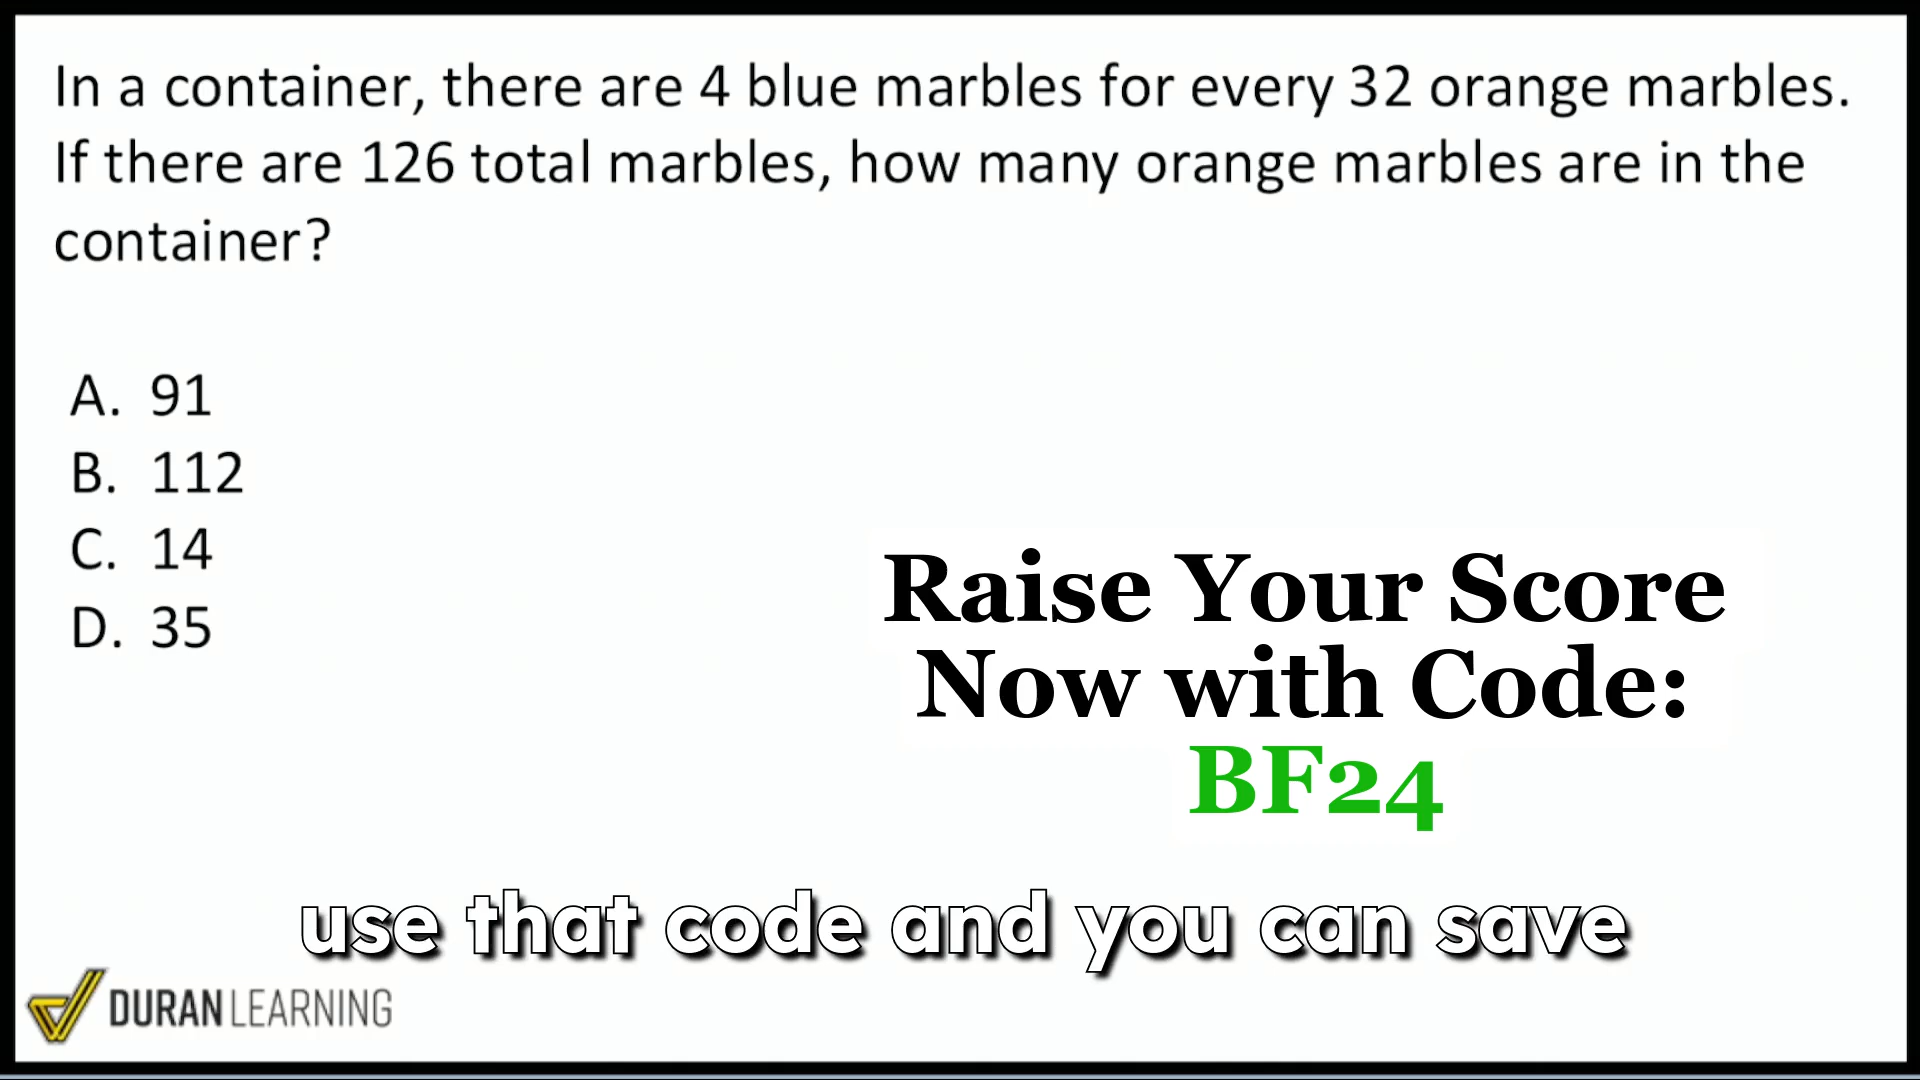 In a container, there are 4 blue marbles for every 32 orange marbles.
If there are 126 total marbles, how many orange marbles are in the
container?
A. 91
B. 112
C. 14
D. 35
Raise Your Score
Now with Code:
BF24
use that code and you can save
DURAN LEARNING